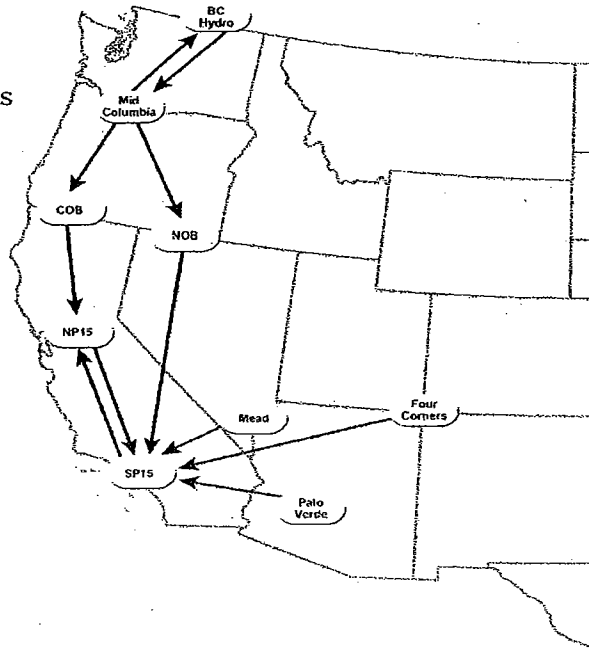 BC
Hydro
S
Mid
Columbia
COB
NOB
NP15
Mead
Four
Corners
SP15
Palo
Verde